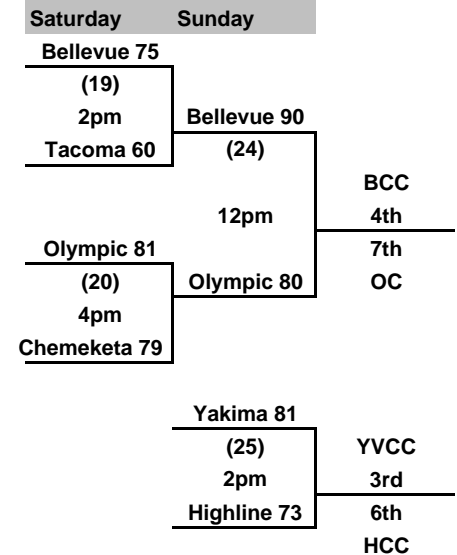 Saturday Sunday
Bellevue 75
(19)
2pm Bellevue 90
Tacoma 60 (24)
BCC
12pm 4th
Olympic 81 7th
(20) Olympic 80 OC
4pm
Chemeketa 79
Yakima 81
(25) YVCC
2pm 3rd
Highline 73 6th
HCC